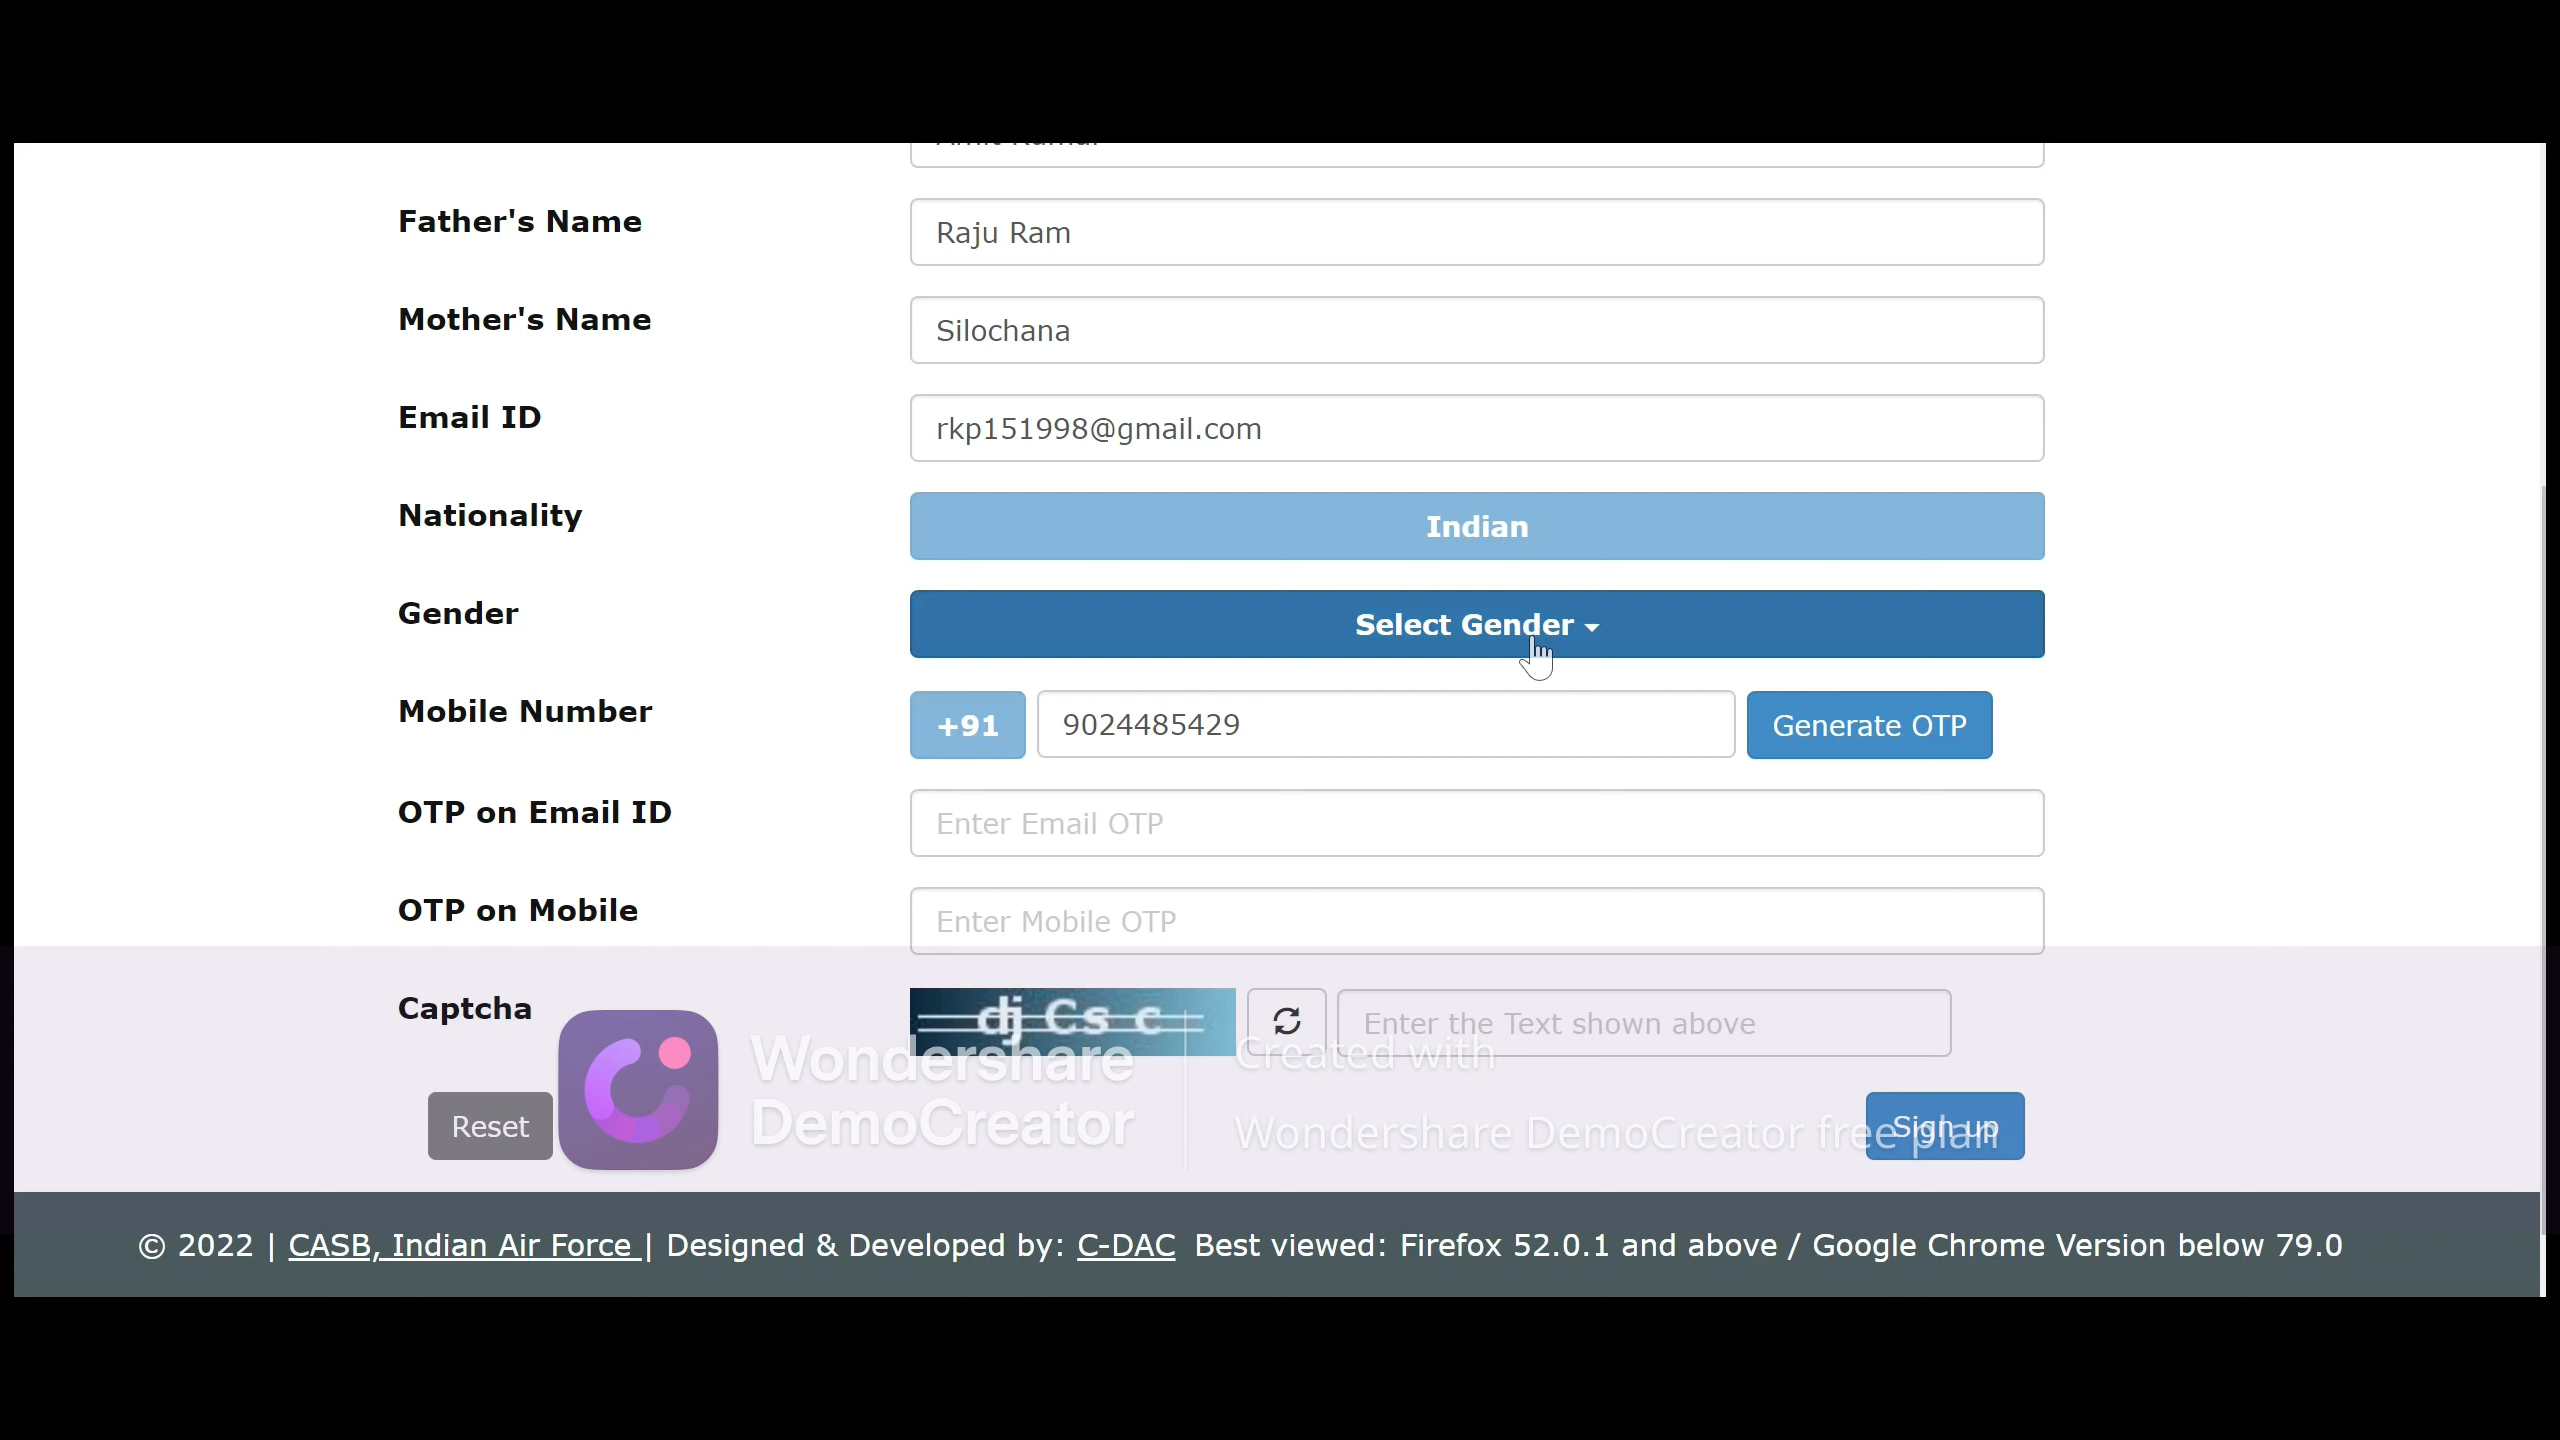 Father's Name
Raju Ram
Mother's Name
Silochana
Email ID
rkp151998@gmail.com
Nationality
Indian
Gender
Select Gender
Mobile Number
+91 9024485429 Generate OTP
OTP on Email ID
Enter Email OTP
OTP on Mobile
Enter Mobile OTP
Captcha
dj Cs c
Enter the Text shown above
Wondershare
DemoCreator
Created with
Wondershare DemoCreator free plan
Reset
Sign up
© 2022 | CASB, Indian Air Force | Designed & Developed by: C-DAC Best viewed: Firefox 52.0.1 and above / Google Chrome Version below 79.0